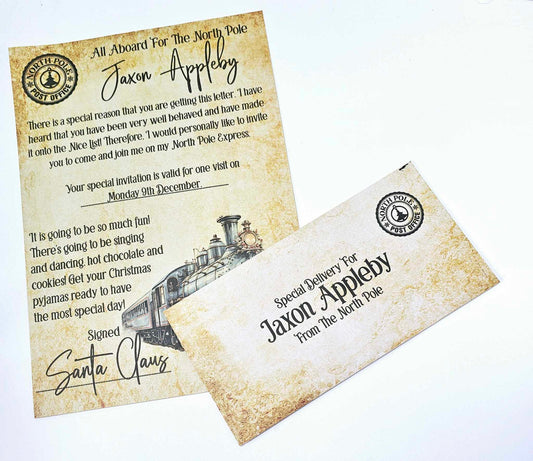 All Aboard For The North Pole
NORTH POLE
POST OFFICE
Jaxon Appleby
There is a special reason that you are getting this letter. I have
heard that you have been very well behaved and have made
it onto the Nice List! Therefore, I would personally like to invite
you to come and join me on my North Pole Express.
Your special invitation is valid for one visit on
Monday 9th December.
It is going to be so much fun!
There's going to be singing
and dancing, hot chocolate and
cookies! Get your Christmas
pyjamas ready to have
the most special day!
Signed
Santa Claus
NORTH POLE
POST OFFICE
Special Delivery For
Jaxon Appleby
From The North Pole